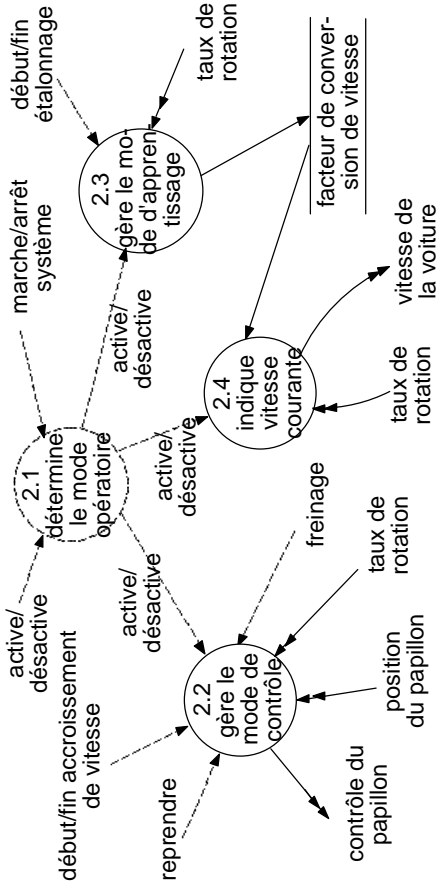 active/
désactive
marche/arrêt
système
début/fin
étalonnage
2.1
détermine
le mode
opératoire
début/fin accroissement
de vitesse
active/
désactive
active/
désactive
active/
désactive
2.3
gère le mo-
de d'appren-
tissage
taux de
rotation
reprendre
2.2
gère le
mode de
contrôle
freinage
2.4
indique
vitesse
courante
facteur de conver-
sion de vitesse
contrôle du
papillon
position
du papillon
taux de
rotation
taux de
rotation
vitesse de
la voiture